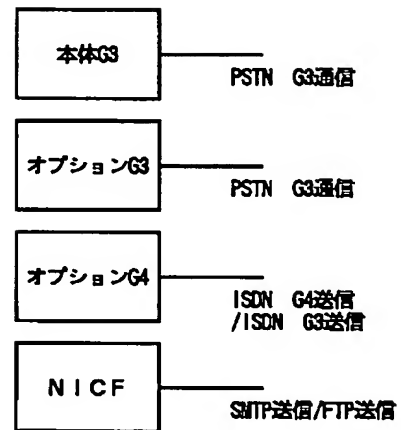 本体G3
PSTN G3通信
オプションG3
PSTN G3通信
オプションG4
ISDN G4送信
/ISDN G3送信
NICF
SMTP送信/FTP送信